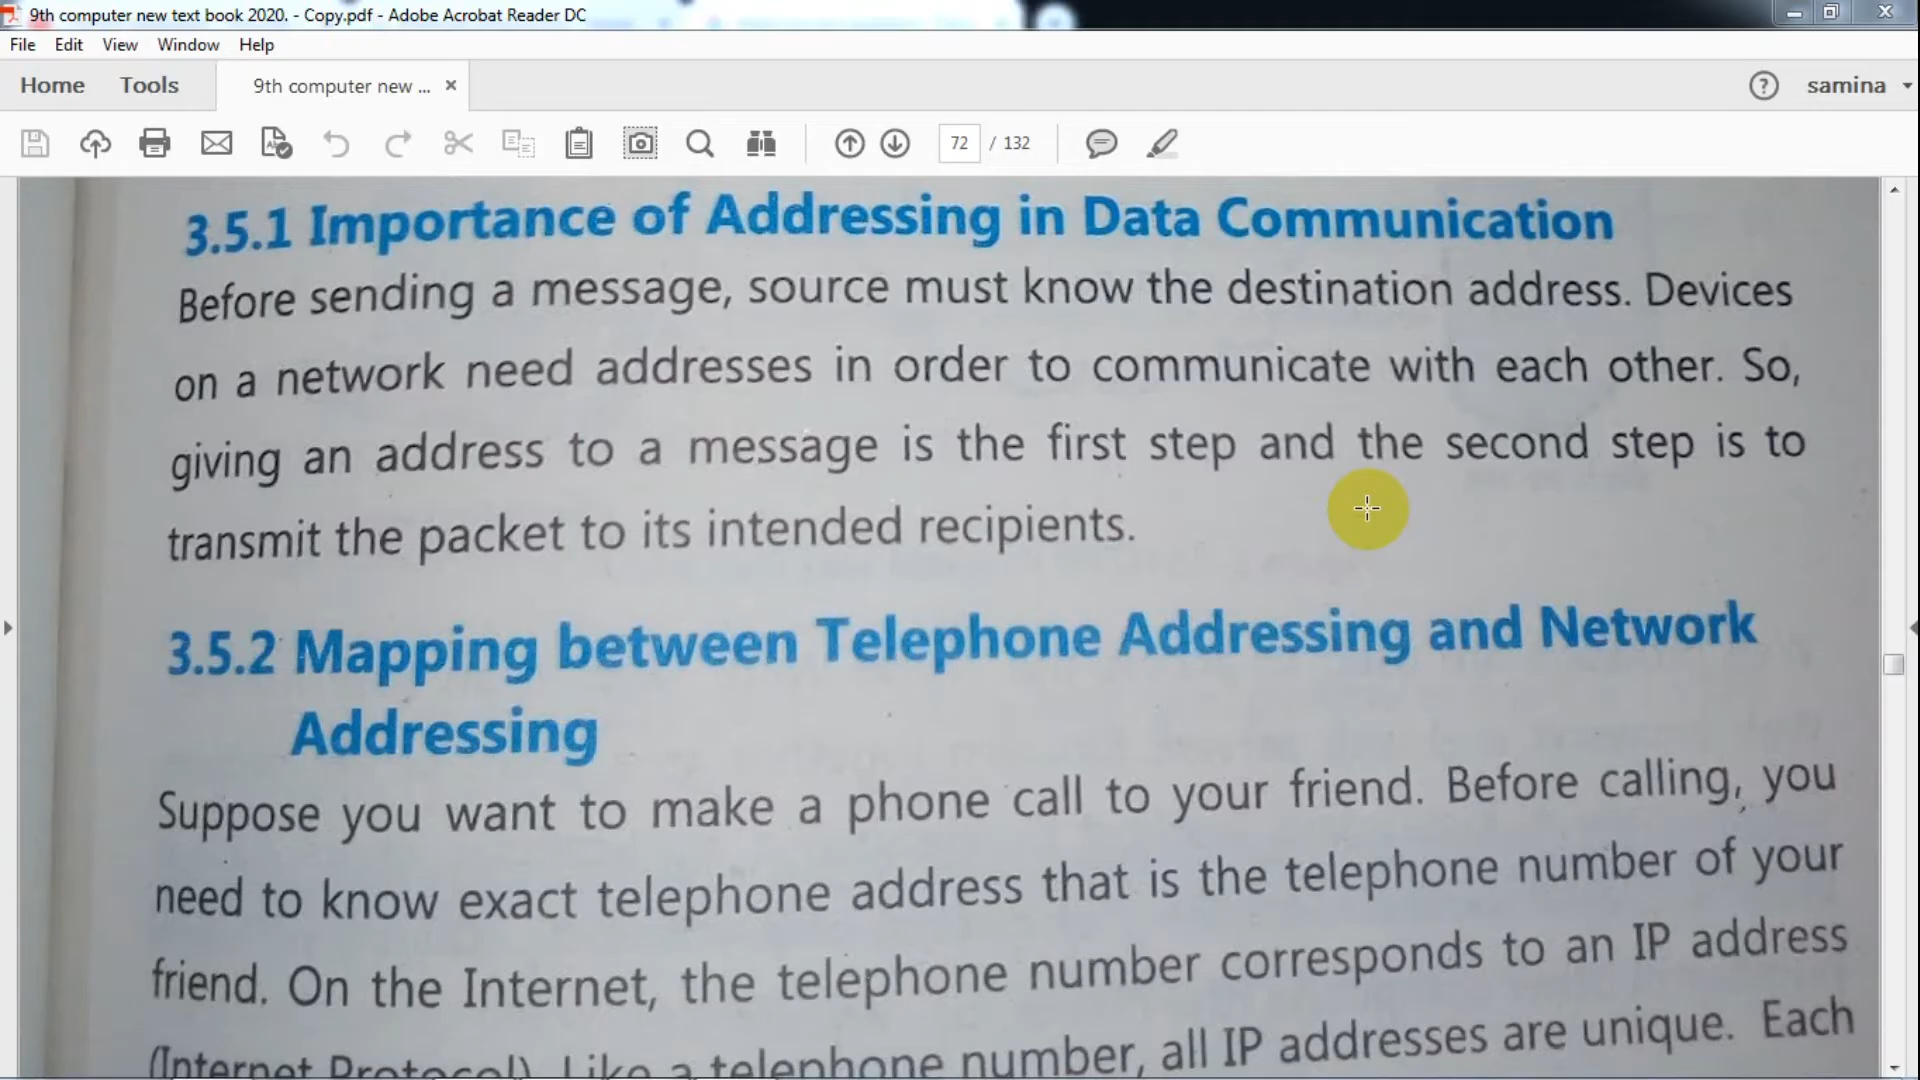 9th computer new text book 2020. - Copy.pdf - Adobe Acrobat Reader DC
File Edit View Window Help
Home Tools 9th computer new ... × ? samina
72 / 132
3.5.1 Importance of Addressing in Data Communication
Before sending a message, source must know the destination address. Devices
on a network need addresses in order to communicate with each other. So,
giving an address to a message is the first step and the second step is to
transmit the packet to its intended recipients.
3.5.2 Mapping between Telephone Addressing and Network
Addressing
Suppose you want to make a phone call to your friend. Before calling, you
need to know exact telephone address that is the telephone number of your
friend. On the Internet, the telephone number corresponds to an IP address
(Internet Protocol). Like a telephone number, all IP addresses are unique. Each